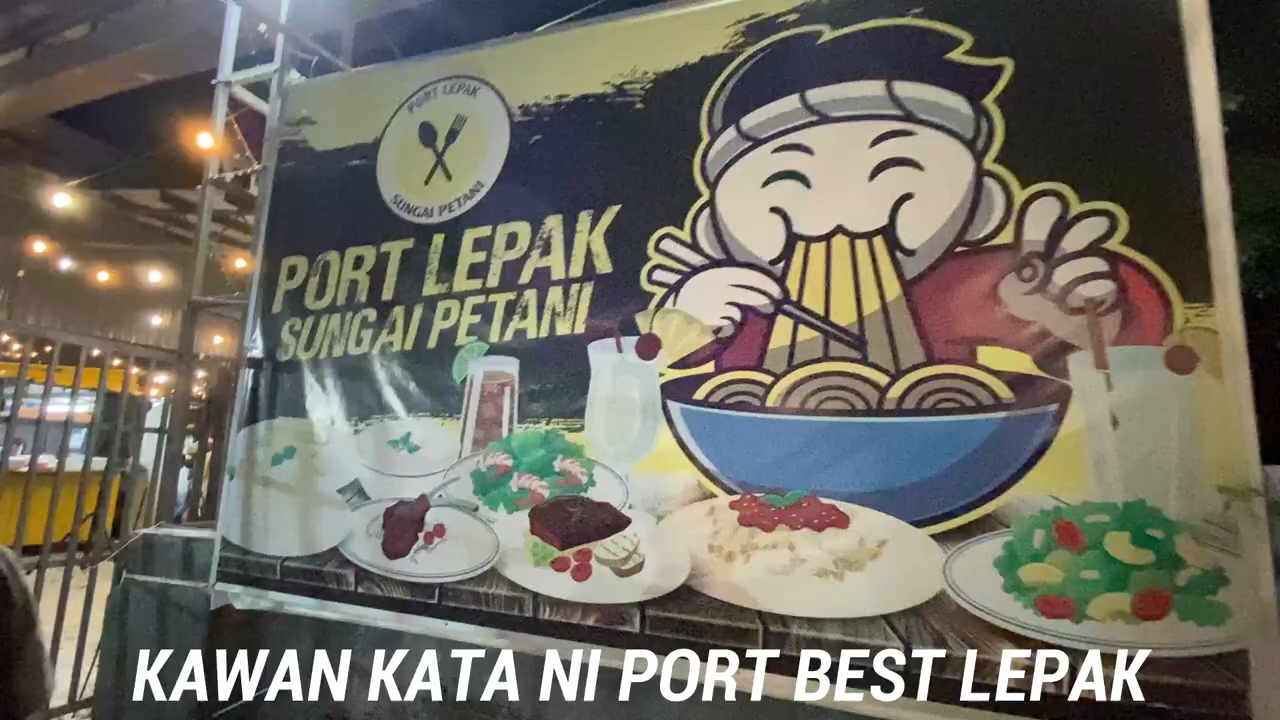 PORT LEPAK
SUNGAI PETANI
PORT LEPAK
SUNGAI PETANI
KAWAN KATA NI PORT BEST LEPAK